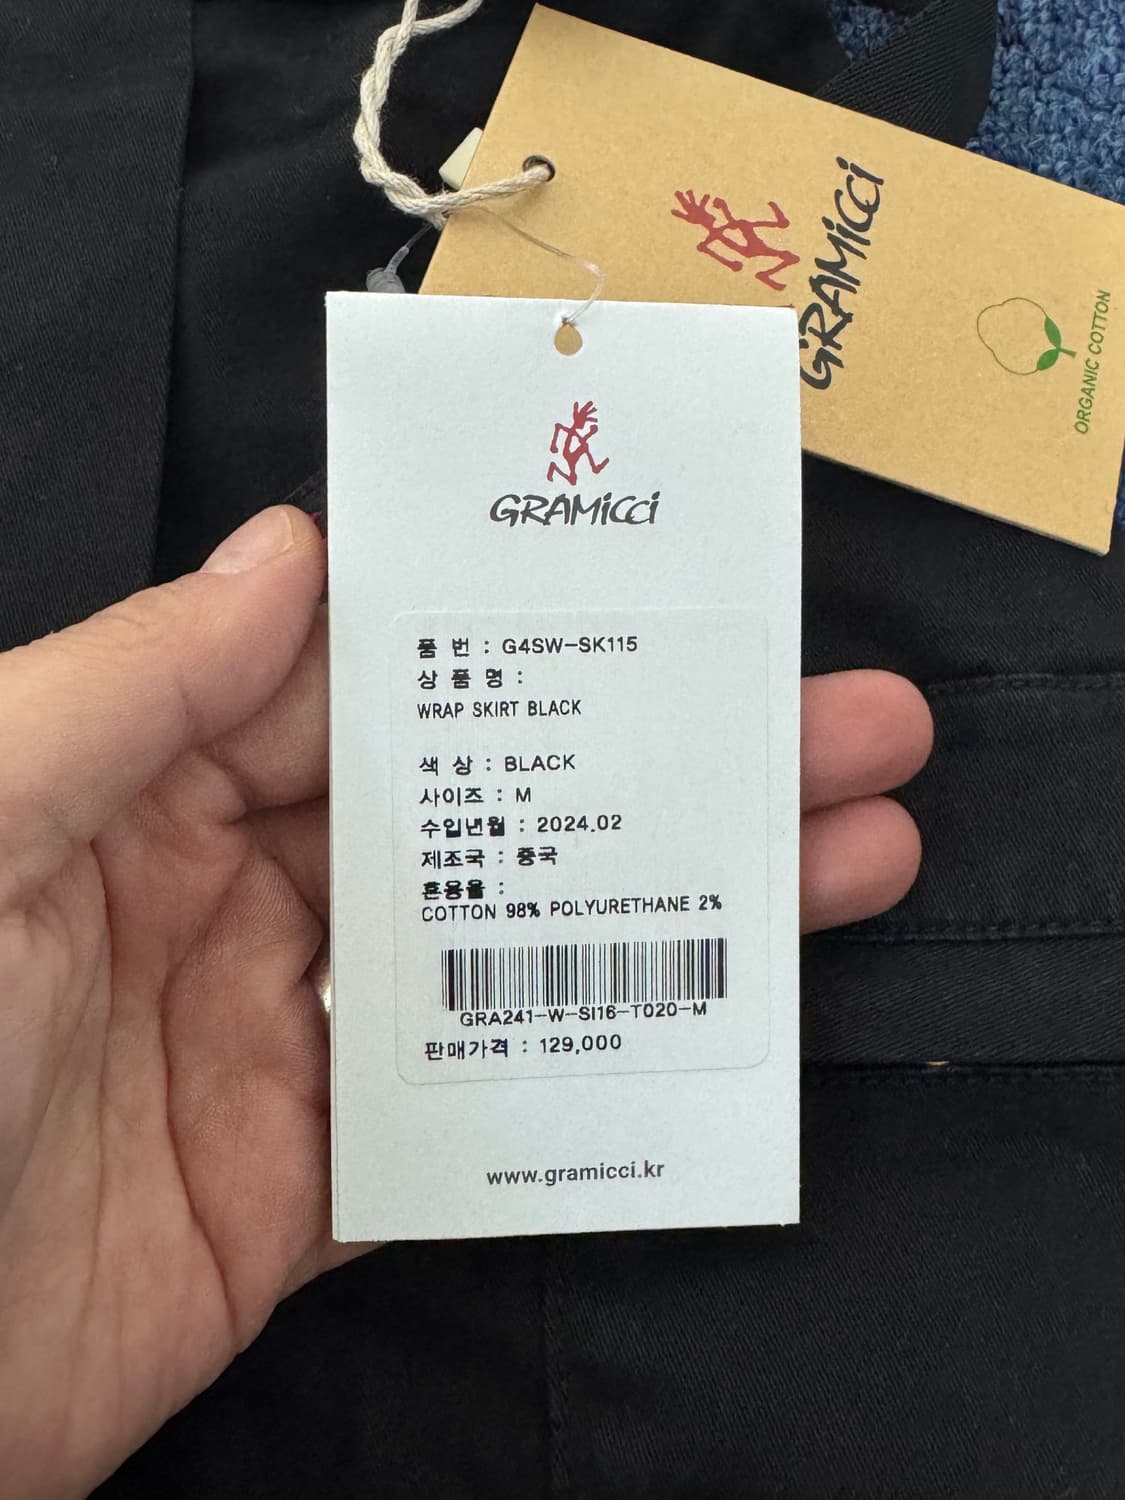 GRAMiCCi
ORGANIC COTTON
GRAMiCCi
품 번 : G4SW-SK115
상 품 명 :
WRAP SKIRT BLACK
색 상 : BLACK
사이즈 : M
수입년월 : 2024.02
제조국 : 중국
혼용율 :
COTTON 98% POLYURETHANE 2%
GRA241-W-SI16-T020-M
판매가격 : 129,000
www.gramicci.kr